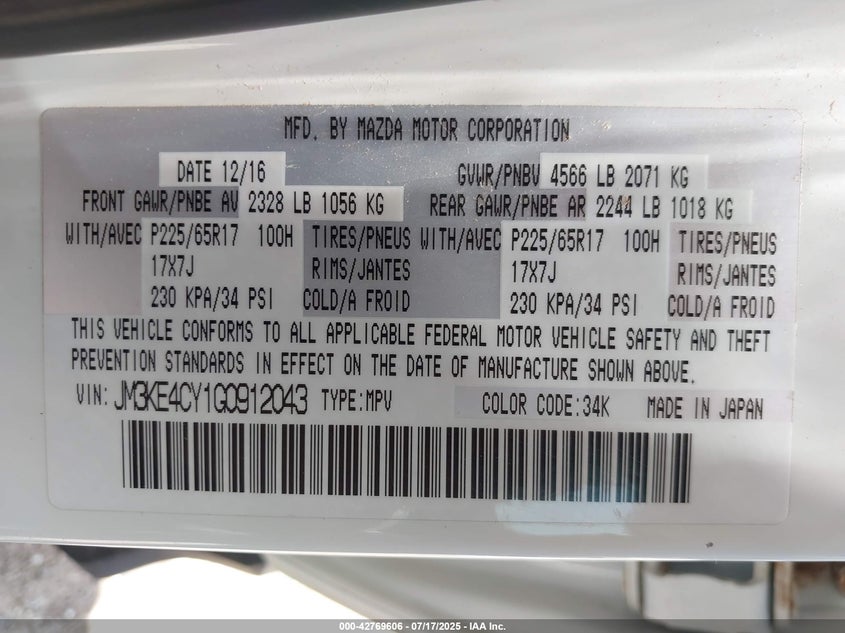 MFD. BY MAZDA MOTOR CORPORATION
DATE 12/16 GVWR/PNBV 4566 LB 2071 KG
FRONT GAWR/PNBE AV 2328 LB 1056 KG REAR GAWR/PNBE AR 2244 LB 1018 KG
WITH/AVEC P225/65R17 100H TIRES/PNEUS WITH/AVEC P225/65R17 100H TIRES/PNEUS
17X7J RIMS/JANTES 17X7J RIMS/JANTES
230 KPA/34 PSI COLD/A FROID 230 KPA/34 PSI COLD/A FROID
THIS VEHICLE CONFORMS TO ALL APPLICABLE FEDERAL MOTOR VEHICLE SAFETY AND THEFT
PREVENTION STANDARDS IN EFFECT ON THE DATE OF MANUFACTURE SHOWN ABOVE.
VIN: JM3KE4CY1G0912043 TYPE:MPV COLOR CODE:34K MADE IN JAPAN
000-42769606 - 07/17/2025 - IAA Inc.